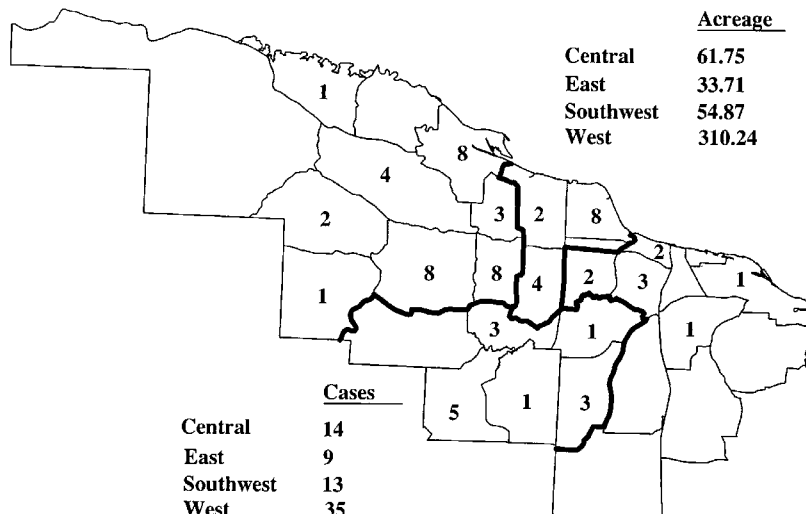 Acreage
Central 61.75
East 33.71
Southwest 54.87
West 310.24
1
8
4
3
2
8
2
2
1
8
8
4
2
3
1
3
1
1
5
1
3
Cases
Central 14
East 9
Southwest 13
West 35